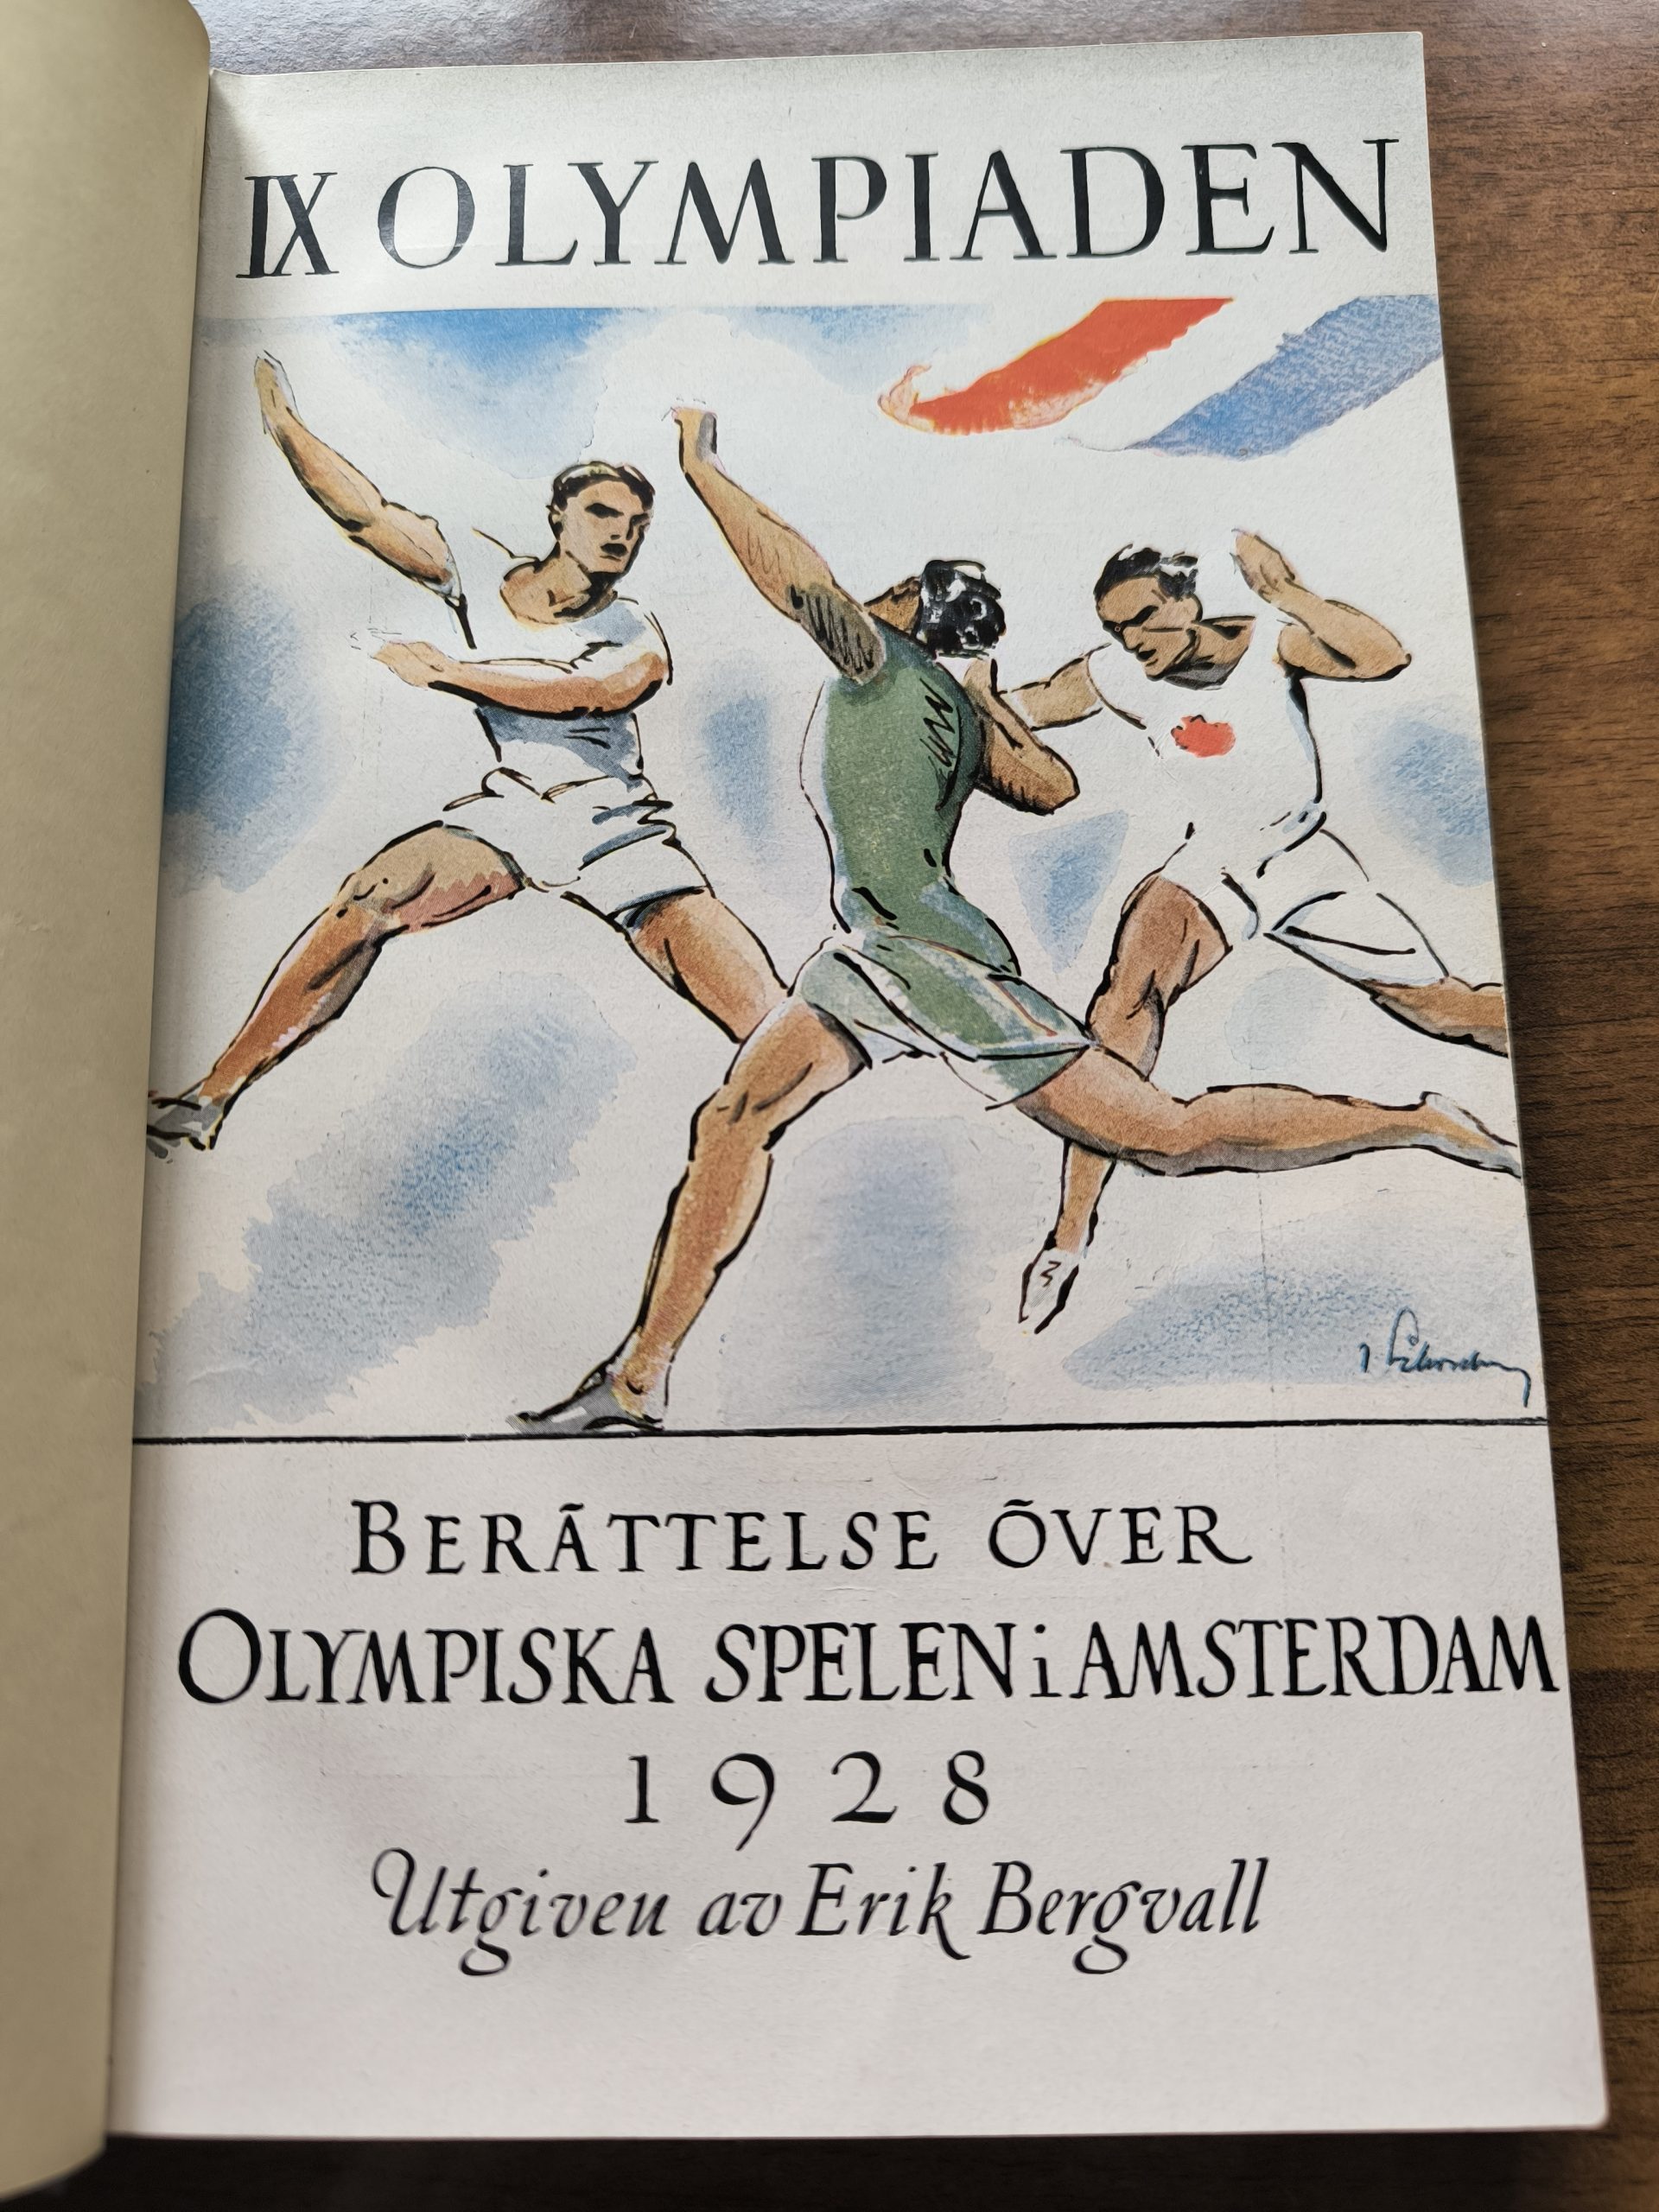 IX OLYMPIADEN
BERÄTTELSE ÖVER
OLYMPISKA SPELEN i AMSTERDAM
1928
Utgiven av Erik Bergvall